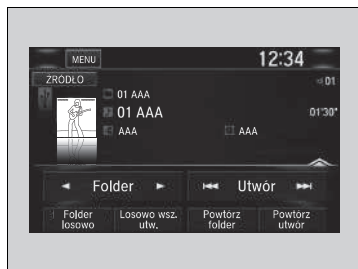 MENU
12:34
ŹRÓDŁO
01
01 AAA
01 AAA
01'30"
AAA
AAA
Folder
Utwór
Folder losowo
Losowo wsz. utw.
Powtórz folder
Powtórz utwór